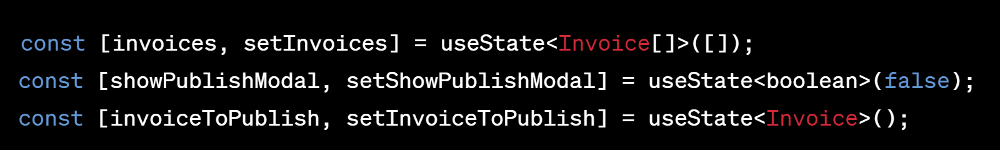 const [invoices, setInvoices] = useState<Invoice[]>([]);
const [showPublishModal, setShowPublishModal] = useState<boolean>(false);
const [invoiceToPublish, setInvoiceToPublish] = useState<Invoice>();